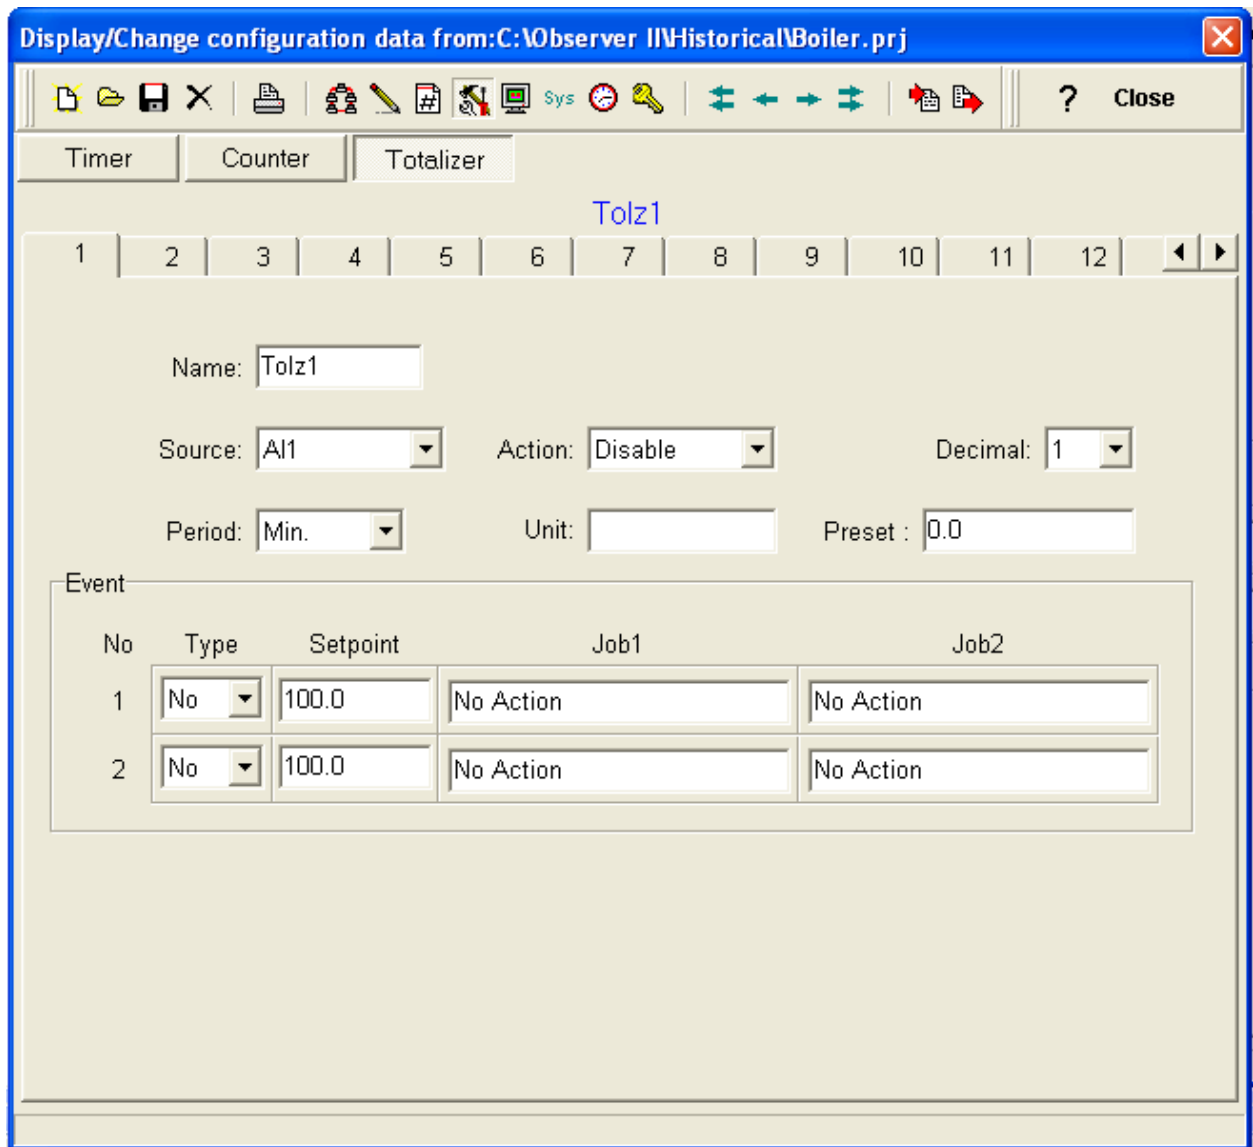 Display/Change configuration data from:C:\Observer II\Historical\Boiler.prj
Sys ? Close
Timer Counter Totalizer
Tolz1
1 2 3 4 5 6 7 8 9 10 11 12
Name: Tolz1
Source: AI1 Action: Disable Decimal: 1
Period: Min. Unit: Preset : 0.0
Event
No Type Setpoint Job1 Job2
1 No 100.0 No Action No Action
2 No 100.0 No Action No Action